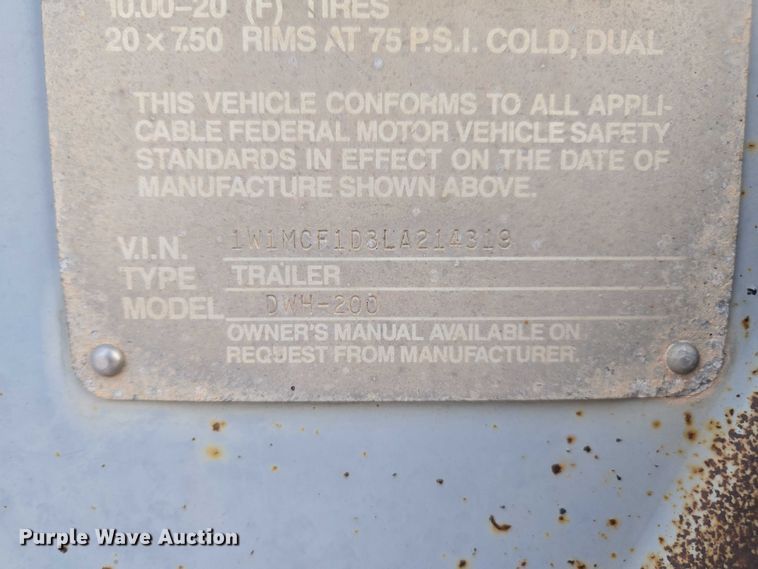 10.00-20 (F) TIRES
20 x 7.50 RIMS AT 75 P.S.I. COLD, DUAL
THIS VEHICLE CONFORMS TO ALL APPLI-
CABLE FEDERAL MOTOR VEHICLE SAFETY
STANDARDS IN EFFECT ON THE DATE OF
MANUFACTURE SHOWN ABOVE.
V.I.N. 1W1MCF1D3LA214319
TYPE TRAILER
MODEL DWH-200
OWNER'S MANUAL AVAILABLE ON
REQUEST FROM MANUFACTURER.
Purple Wave Auction